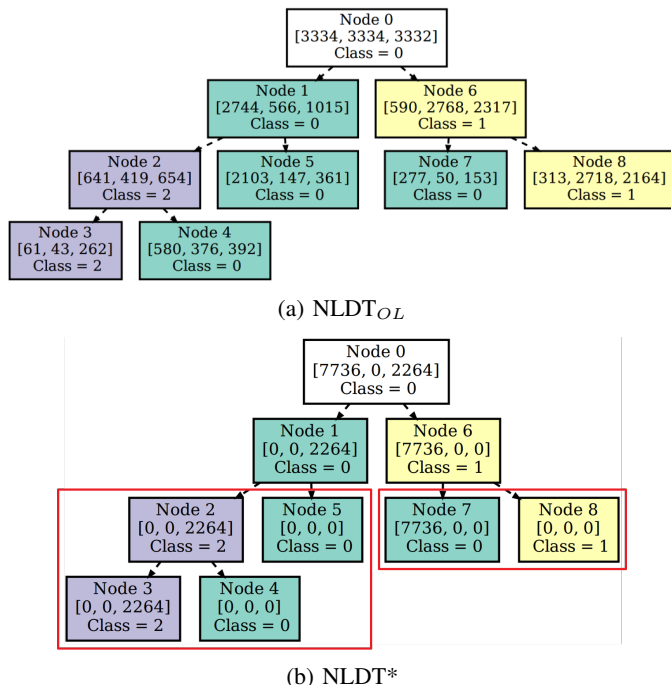 Node 0
[3334, 3334, 3332]
Class = 0
Node 1
[2744, 566, 1015]
Class = 0
Node 6
[590, 2768, 2317]
Class = 1
Node 2
[641, 419, 654]
Class = 2
Node 5
[2103, 147, 361]
Class = 0
Node 7
[277, 50, 153]
Class = 0
Node 8
[313, 2718, 2164]
Class = 1
Node 3
[61, 43, 262]
Class = 2
Node 4
[580, 376, 392]
Class = 0
(a) NLDT_{OL}
Node 0
[7736, 0, 2264]
Class = 0
Node 1
[0, 0, 2264]
Class = 0
Node 6
[7736, 0, 0]
Class = 1
Node 2
[0, 0, 2264]
Class = 2
Node 5
[0, 0, 0]
Class = 0
Node 7
[7736, 0, 0]
Class = 0
Node 8
[0, 0, 0]
Class = 1
Node 3
[0, 0, 2264]
Class = 2
Node 4
[0, 0, 0]
Class = 0
(b) NLDT*